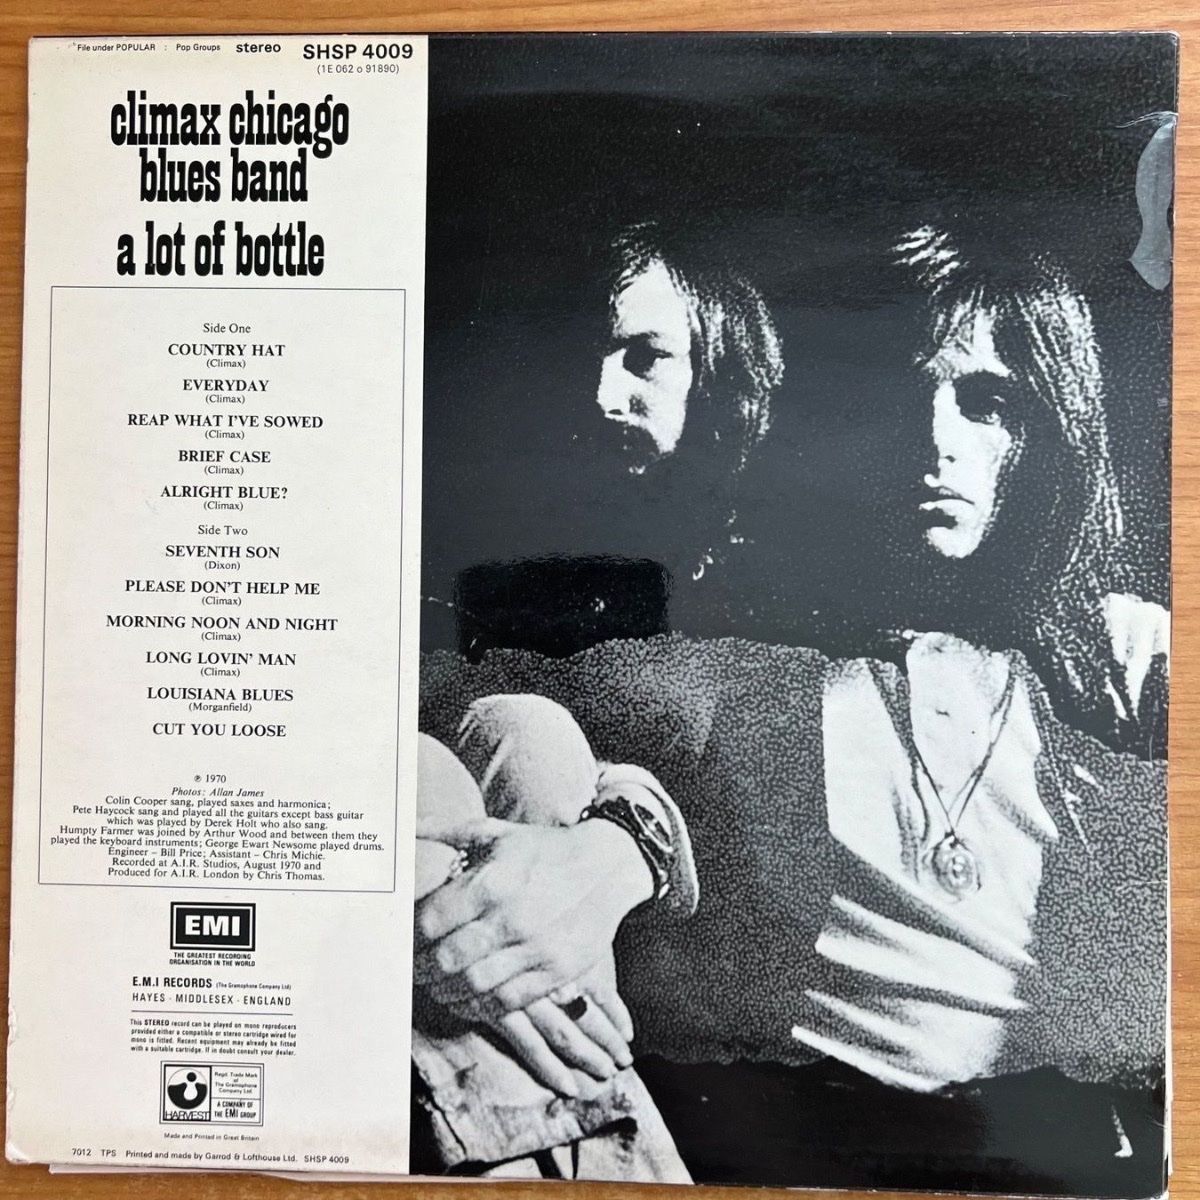 File under POPULAR : Pop Groups stereo SHSP 4009
(1E 062 o 91890)
climax chicago
blues band
a lot of bottle
Side One
COUNTRY HAT
(Climax)
EVERYDAY
(Climax)
REAP WHAT I'VE SOWED
(Climax)
BRIEF CASE
(Climax)
ALRIGHT BLUE?
(Climax)
Side Two
SEVENTH SON
(Dixon)
PLEASE DON'T HELP ME
(Climax)
MORNING NOON AND NIGHT
(Climax)
LONG LOVIN' MAN
(Climax)
LOUISIANA BLUES
(Morganfield)
CUT YOU LOOSE
℗ 1970
Photos: Allan James
Colin Cooper sang, played saxes and harmonica;
Pete Haycock sang and played all the guitars except bass guitar
which was played by Derek Holt who also sang.
Humpty Farmer was joined by Arthur Wood and between them they
played the keyboard instruments; George Ewart Newsome played drums.
Engineer – Bill Price; Assistant – Chris Michie.
Recorded at A.I.R. Studios, August 1970 and
Produced for A.I.R. London by Chris Thomas.
EMI
THE GREATEST RECORDING
ORGANISATION IN THE WORLD
E.M.I RECORDS (The Gramophone Company Ltd)
HAYES · MIDDLESEX · ENGLAND
This STEREO record can be played on mono reproducers
provided either a compatible or stereo cartridge wired for
mono is fitted. Recent equipment may already be fitted
with a suitable cartridge. If in doubt consult your dealer.
HARVEST
Regd. Trade Mark
of
The Gramophone
Company Ltd.
A COMPANY OF
THE EMI GROUP
Made and Printed in Great Britain
7012 TPS Printed and made by Garrod & Lofthouse Ltd. SHSP 4009